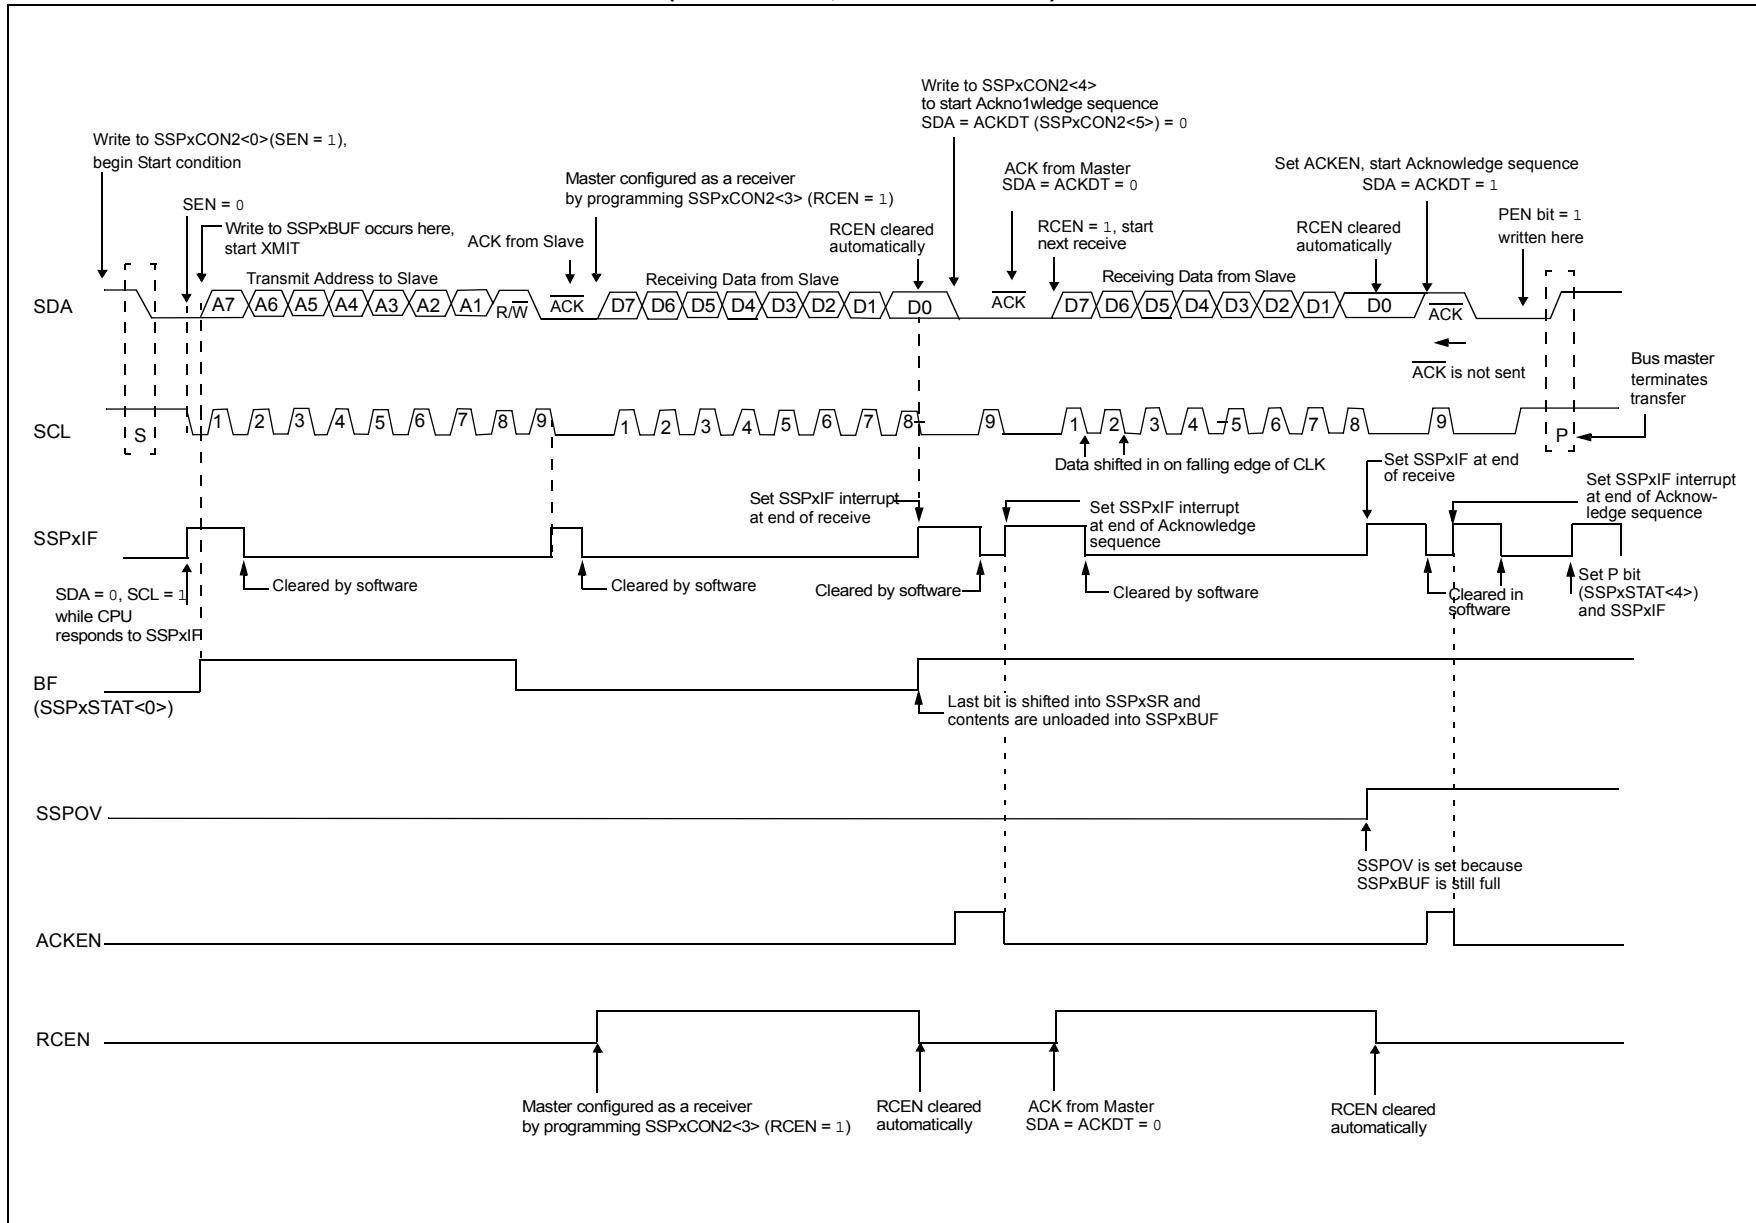 Write to SSPxCON2<4>
to start Ackno1wledge sequence
SDA = ACKDT (SSPxCON2<5>) = 0
Write to SSPxCON2<0>(SEN = 1),
begin Start condition
ACK from Master
SDA = ACKDT = 0
Set ACKEN, start Acknowledge sequence
SDA = ACKDT = 1
Master configured as a receiver
by programming SSPxCON2<3> (RCEN = 1)
SEN = 0
PEN bit = 1
written here
Write to SSPxBUF occurs here,
start XMIT
ACK from Slave
RCEN cleared
automatically
RCEN = 1, start
next receive
RCEN cleared
automatically
Transmit Address to Slave
Receiving Data from Slave
Receiving Data from Slave
SDA
A7 A6 A5 A4 A3 A2 A1 R/W ACK D7 D6 D5 D4 D3 D2 D1 D0 ACK D7 D6 D5 D4 D3 D2 D1 D0 ACK
ACK is not sent
Bus master
terminates
transfer
SCL
S 1 2 3 4 5 6 7 8 9 1 2 3 4 5 6 7 8 9 1 2 3 4 5 6 7 8 9 P
Data shifted in on falling edge of CLK
Set SSPxIF at end
of receive
Set SSPxIF interrupt
at end of receive
Set SSPxIF interrupt
at end of Acknowledge
sequence
Set SSPxIF interrupt
at end of Acknow-
ledge sequence
SSPxIF
Cleared by software
Cleared by software
Cleared by software
Cleared by software
Cleared in
software
Set P bit
(SSPxSTAT<4>)
and SSPxIF
SDA = 0, SCL = 1
while CPU
responds to SSPxIF
BF
(SSPxSTAT<0>)
Last bit is shifted into SSPxSR and
contents are unloaded into SSPxBUF
SSPOV
SSPOV is set because
SSPxBUF is still full
ACKEN
RCEN
Master configured as a receiver
by programming SSPxCON2<3> (RCEN = 1)
RCEN cleared
automatically
ACK from Master
SDA = ACKDT = 0
RCEN cleared
automatically